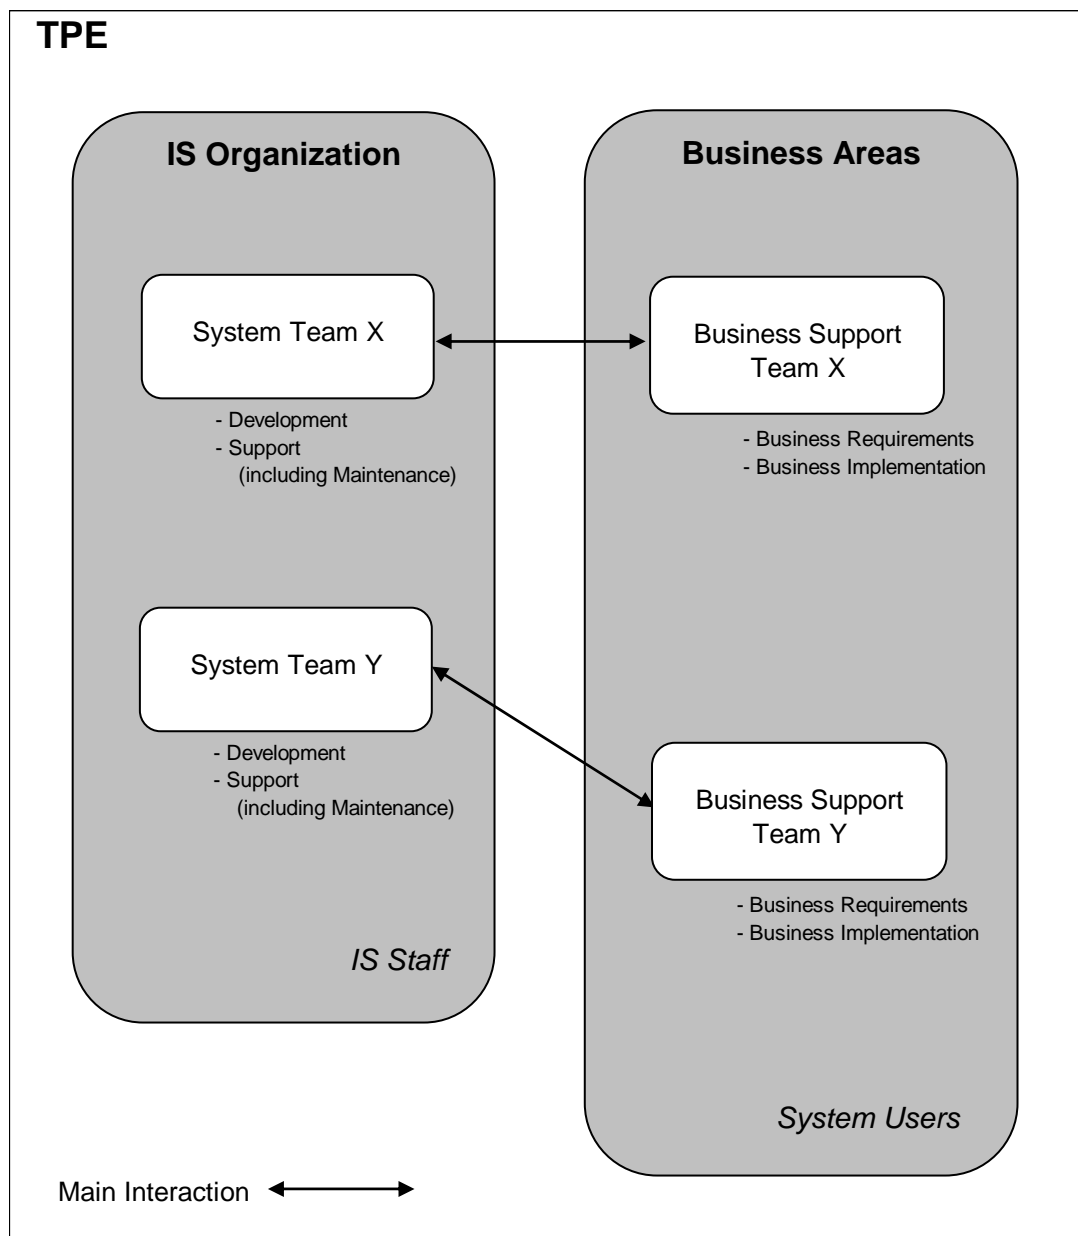 TPE
IS Organization
System Team X
- Development
- Support
(including Maintenance)
System Team Y
- Development
- Support
(including Maintenance)
IS Staff
Business Areas
Business Support
Team X
- Business Requirements
- Business Implementation
Business Support
Team Y
- Business Requirements
- Business Implementation
System Users
Main Interaction